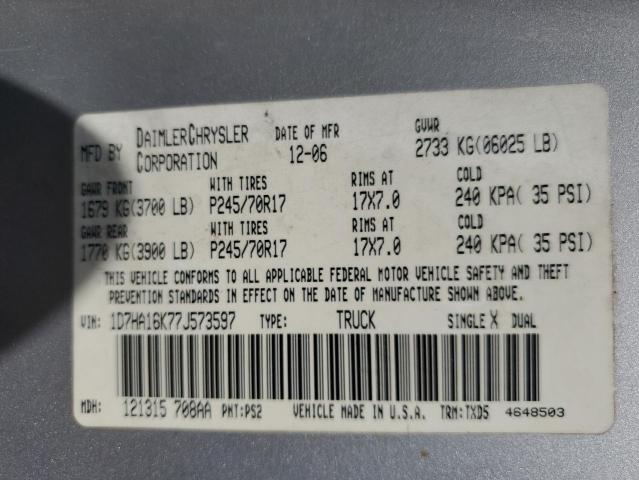 MFD BY DAIMLERCHRYSLER CORPORATION DATE OF MFR 12-06 GVWR 2733 KG(06025 LB)
GAWR FRONT WITH TIRES RIMS AT COLD
1679 KG(3700 LB) P245/70R17 17X7.0 240 KPA( 35 PSI)
GAWR REAR WITH TIRES RIMS AT COLD
1770 KG(3900 LB) P245/70R17 17X7.0 240 KPA( 35 PSI)
THIS VEHICLE CONFORMS TO ALL APPLICABLE FEDERAL MOTOR VEHICLE SAFETY AND THEFT
PREVENTION STANDARDS IN EFFECT ON THE DATE OF MANUFACTURE SHOWN ABOVE.
VIN: 1D7HA16K77J573597 TYPE: TRUCK SINGLE X DUAL
MDH: 121315 708AA PNT:PS2 VEHICLE MADE IN U.S.A. TRM:TXD5 4648503